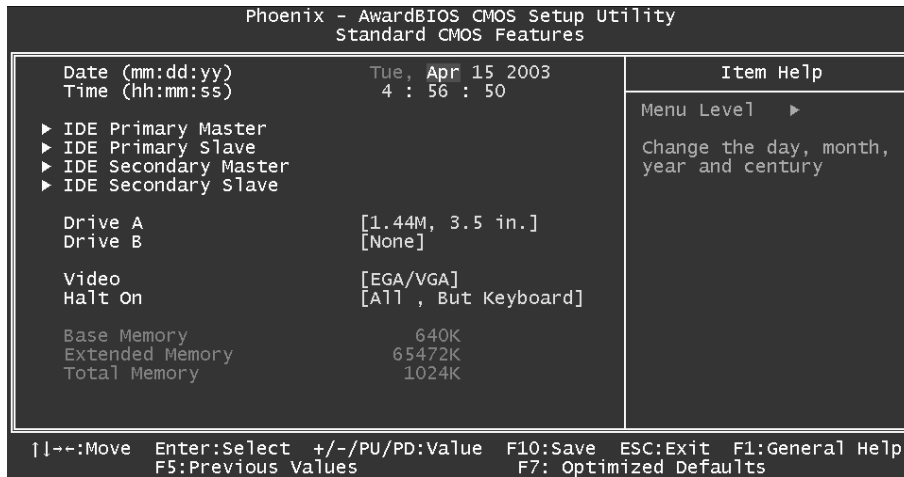 Phoenix - AwardBIOS CMOS Setup Utility
Standard CMOS Features
Date (mm:dd:yy) Tue, Apr 15 2003
Time (hh:mm:ss) 4 : 56 : 50
▶ IDE Primary Master
▶ IDE Primary Slave
▶ IDE Secondary Master
▶ IDE Secondary Slave
Drive A [1.44M, 3.5 in.]
Drive B [None]
Video [EGA/VGA]
Halt On [All , But Keyboard]
Base Memory 640K
Extended Memory 65472K
Total Memory 1024K
Item Help
Menu Level ▶
Change the day, month,
year and century
↑↓→←:Move Enter:Select +/-/PU/PD:Value F10:Save ESC:Exit F1:General Help
F5:Previous Values F7: Optimized Defaults